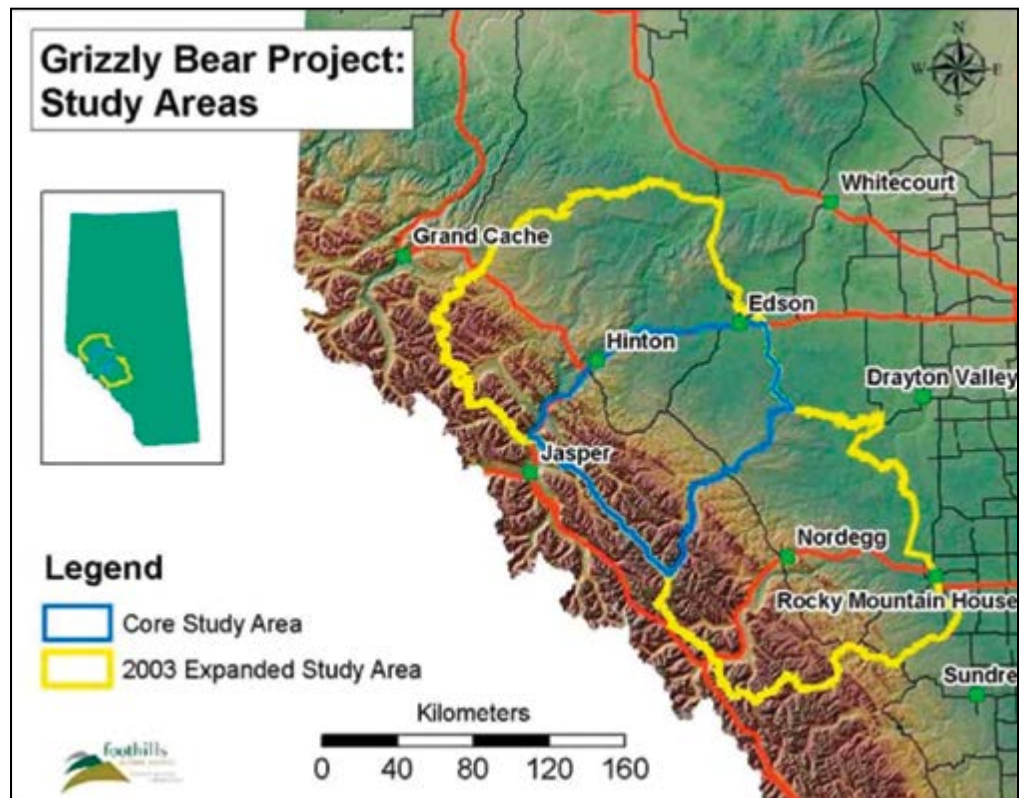 Grizzly Bear Project:
Study Areas
N
W
E
S
Whitecourt
Grand Cache
Edson
Hinton
Drayton Valley
Jasper
Nordegg
Rocky Mountain House
Sundre
Legend
Core Study Area
2003 Expanded Study Area
Kilometers
0 40 80 120 160
foothills